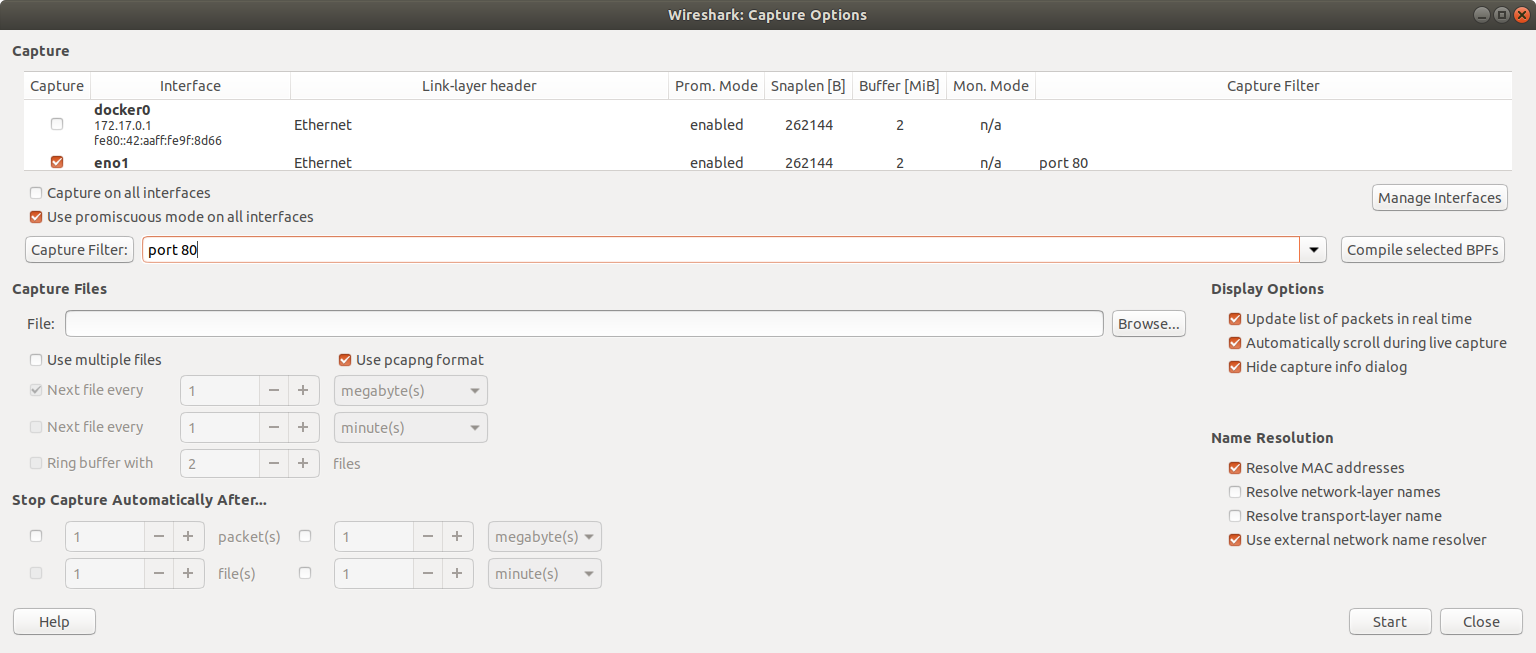 Wireshark: Capture Options
Capture
Capture Interface Link-layer header Prom. Mode Snaplen [B] Buffer [MiB] Mon. Mode Capture Filter
docker0
172.17.0.1
fe80::42:aaff:fe9f:8d66
Ethernet enabled 262144 2 n/a
eno1 Ethernet enabled 262144 2 n/a port 80
Capture on all interfaces
Manage Interfaces
Use promiscuous mode on all interfaces
Capture Filter: port 80 Compile selected BPFs
Capture Files
File: Browse...
Use multiple files Use pcapng format
Next file every 1 megabyte(s)
Next file every 1 minute(s)
Ring buffer with 2 files
Stop Capture Automatically After...
1 packet(s) 1 megabyte(s)
1 file(s) 1 minute(s)
Display Options
Update list of packets in real time
Automatically scroll during live capture
Hide capture info dialog
Name Resolution
Resolve MAC addresses
Resolve network-layer names
Resolve transport-layer name
Use external network name resolver
Help Start Close